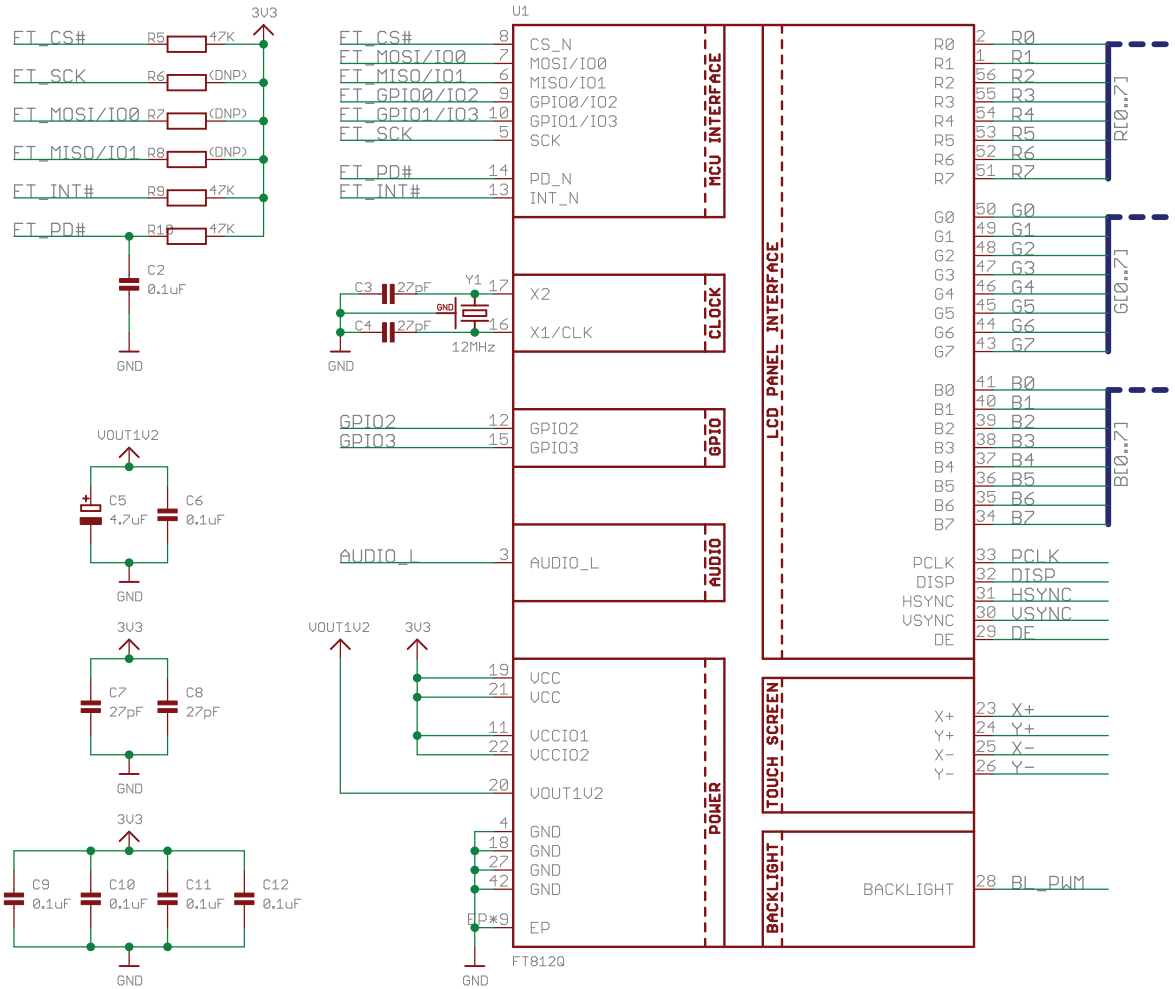 3V3
FT_CS# R5 47K
FT_SCK R6 (DNP)
FT_MOSI/IO0 R7 (DNP)
FT_MISO/IO1 R8 (DNP)
FT_INT# R9 47K
FT_PD# R10 47K
C2
0.1uF
GND
VOUT1V2
C5
4.7uF
C6
0.1uF
GND
3V3
C7
27pF
C8
27pF
GND
3V3
C9
0.1uF
C10
0.1uF
C11
0.1uF
C12
0.1uF
GND
U1
FT_CS# 8 CS_N
FT_MOSI/IO0 7 MOSI/IO0
FT_MISO/IO1 6 MISO/IO1
FT_GPIO0/IO2 9 GPIO0/IO2
FT_GPIO1/IO3 10 GPIO1/IO3
FT_SCK 5 SCK
FT_PD# 14 PD_N
FT_INT# 13 INT_N
MCU INTERFACE
C3 27pF
Y1
17 X2
GND
C4 27pF
16 X1/CLK
12MHz
GND
CLOCK
GPIO2 12 GPIO2
GPIO3 15 GPIO3
GPIO
AUDIO_L 3 AUDIO_L
AUDIO
VOUT1V2
3V3
19 VCC
21 VCC
11 VCCIO1
22 VCCIO2
20 VOUT1V2
4 GND
18 GND
27 GND
42 GND
EP*9 EP
POWER
GND
FT812Q
LCD PANEL INTERFACE
R0 2 R0
R1 1 R1
R2 56 R2
R3 55 R3
R4 54 R4
R5 53 R5
R6 52 R6
R7 51 R7
R[0..7]
G0 50 G0
G1 49 G1
G2 48 G2
G3 47 G3
G4 46 G4
G5 45 G5
G6 44 G6
G7 43 G7
G[0..7]
B0 41 B0
B1 40 B1
B2 39 B2
B3 38 B3
B4 37 B4
B5 36 B5
B6 35 B6
B7 34 B7
B[0..7]
PCLK 33 PCLK
DISP 32 DISP
HSYNC 31 HSYNC
VSYNC 30 VSYNC
DE 29 DE
TOUCH SCREEN
X+ 23 X+
Y+ 24 Y+
X- 25 X-
Y- 26 Y-
BACKLIGHT
BACKLIGHT 28 BL_PWM